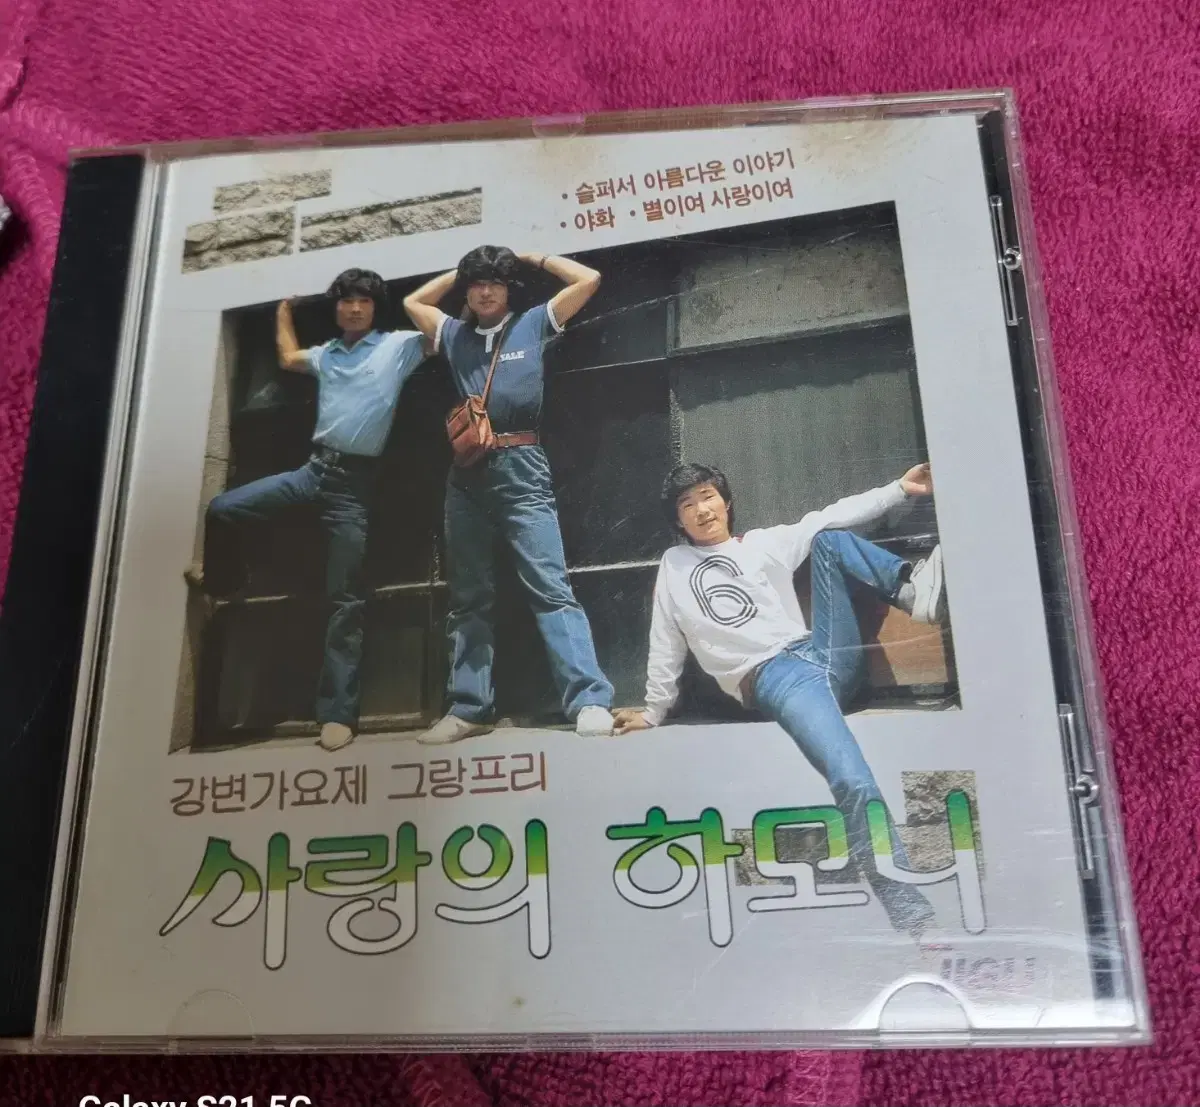 · 슬퍼서 아름다운 이야기
· 야화 · 별이여 사랑이여
YALE
6
강변가요제 그랑프리
사랑의 하모니
Galaxy S21 5G